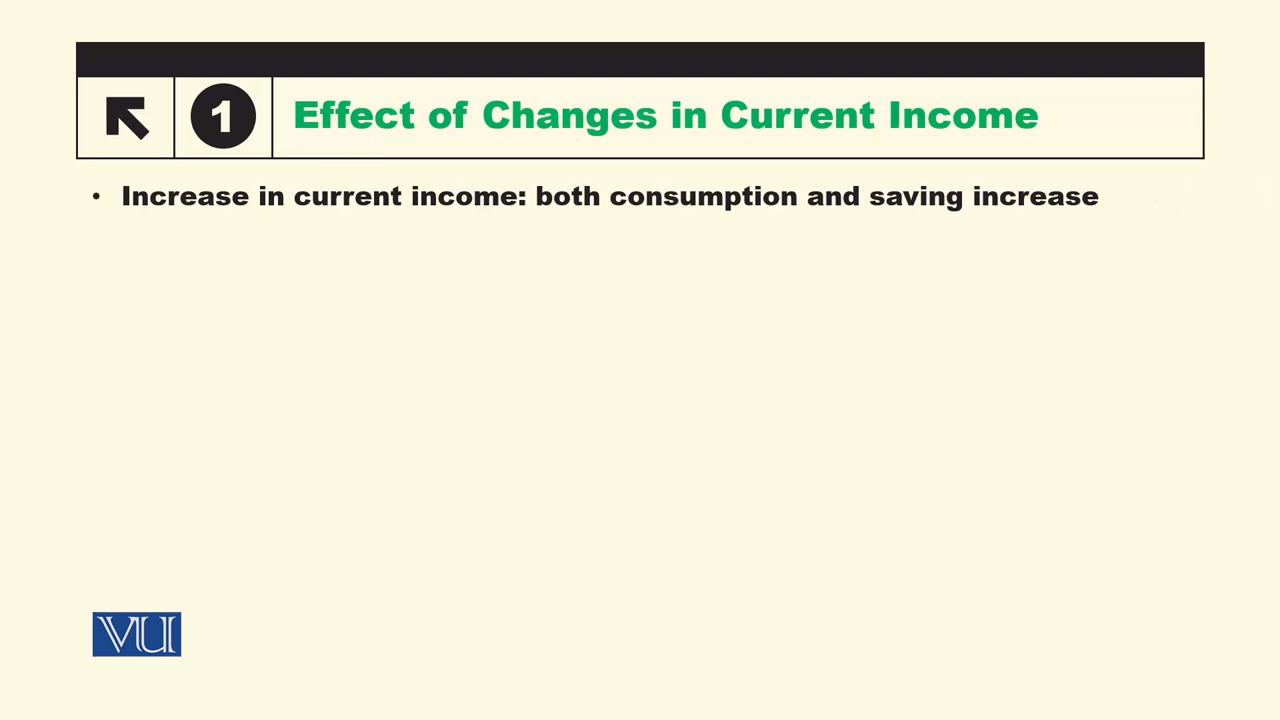 1
Effect of Changes in Current Income
• Increase in current income: both consumption and saving increase
VU